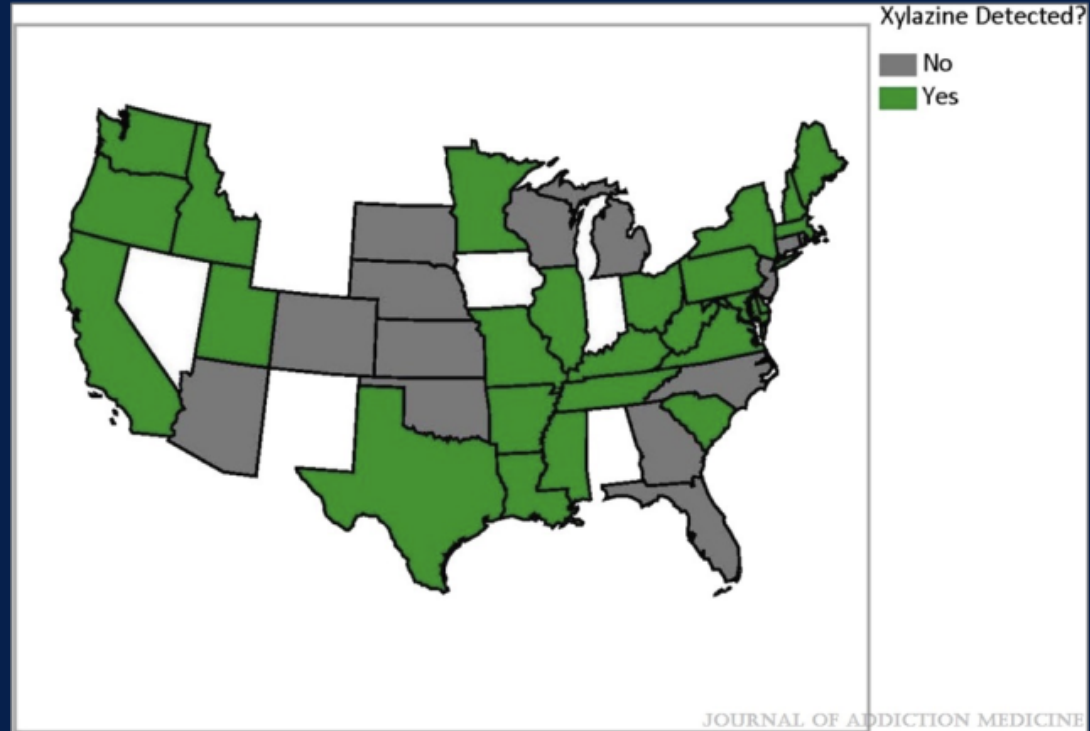 Xylazine Detected?
No
Yes
JOURNAL OF ADDICTION MEDICINE